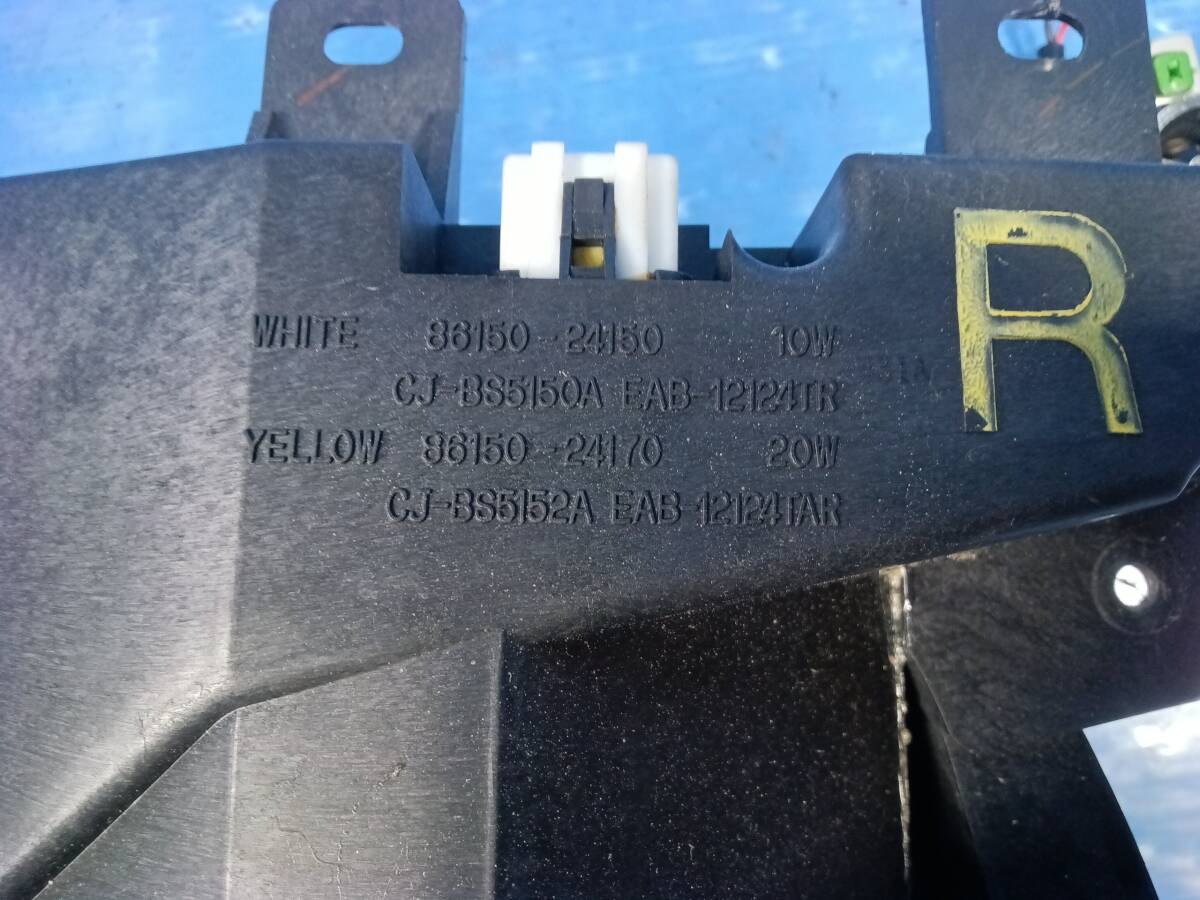 WHITE 86150-24150 10W
R
CJ-BS5150A EAB-12124TR
YELLOW 86150-24170 20W
CJ-BS5152A EAB-12124TAR